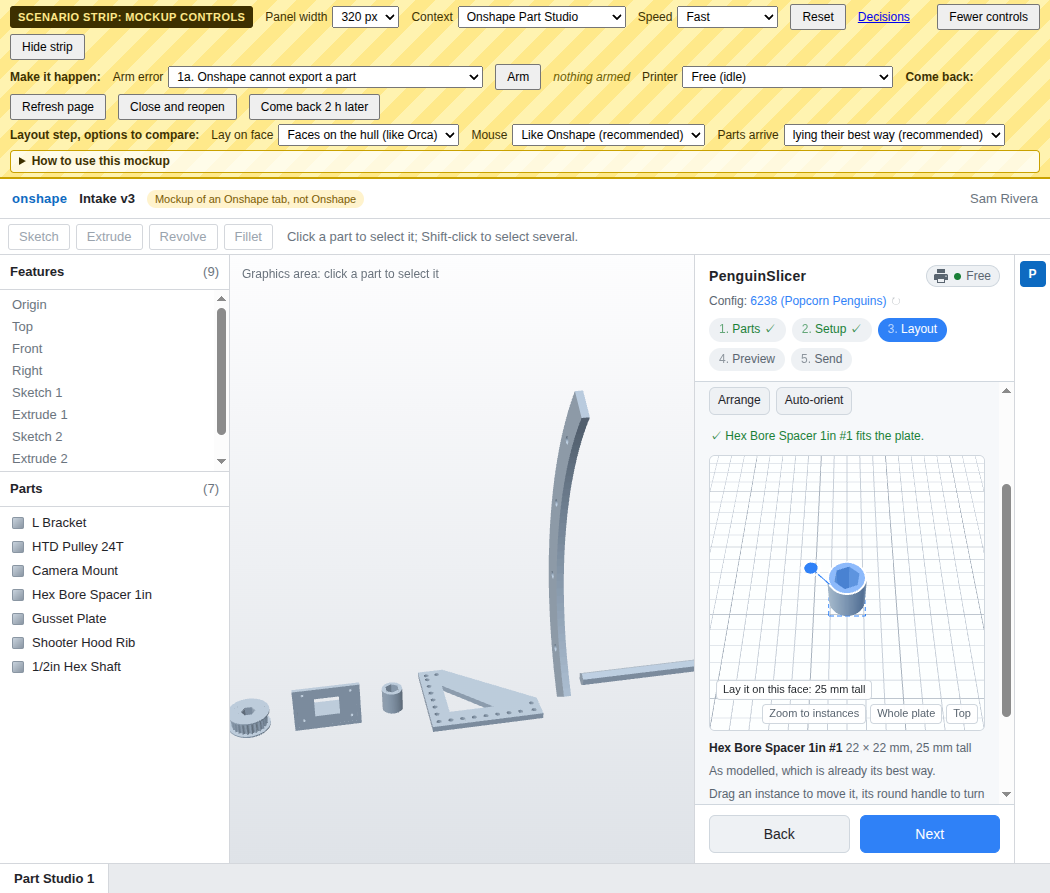 SCENARIO STRIP: MOCKUP CONTROLS Panel width 320 px Context Onshape Part Studio Speed Fast Reset Decisions Fewer controls
Hide strip
Make it happen: Arm error 1a. Onshape cannot export a part Arm nothing armed Printer Free (idle) Come back:
Refresh page Close and reopen Come back 2 h later
Layout step, options to compare: Lay on face Faces on the hull (like Orca) Mouse Like Onshape (recommended) Parts arrive lying their best way (recommended)
How to use this mockup
onshape Intake v3 Mockup of an Onshape tab, not Onshape Sam Rivera
Sketch Extrude Revolve Fillet Click a part to select it; Shift-click to select several.
Features (9)
Origin
Top
Front
Right
Sketch 1
Extrude 1
Sketch 2
Extrude 2
Parts (7)
L Bracket
HTD Pulley 24T
Camera Mount
Hex Bore Spacer 1in
Gusset Plate
Shooter Hood Rib
1/2in Hex Shaft
Graphics area: click a part to select it
PenguinSlicer Free
Config: 6238 (Popcorn Penguins)
1. Parts ✓ 2. Setup ✓ 3. Layout
4. Preview 5. Send
Arrange Auto-orient
✓ Hex Bore Spacer 1in #1 fits the plate.
Lay it on this face: 25 mm tall
Zoom to instances Whole plate Top
Hex Bore Spacer 1in #1 22 × 22 mm, 25 mm tall
As modelled, which is already its best way.
Drag an instance to move it, its round handle to turn
Back Next
P
Part Studio 1